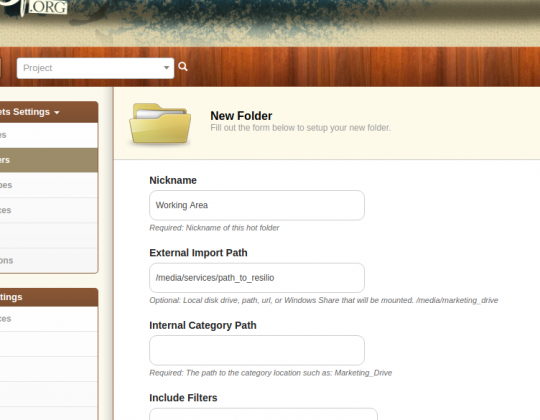 .ORG
Project
New Folder
Fill out the form below to setup your new folder.
ets Settings
es
ers
pes
ces
ons
tings
ces
Nickname
Working Area
Required: Nickname of this hot folder
External Import Path
/media/services/path_to_resilio
Optional: Local disk drive, path, url, or Windows Share that will be mounted. /media/marketing_drive
Internal Category Path
Required: The path to the category location such as: Marketing_Drive
Include Filters